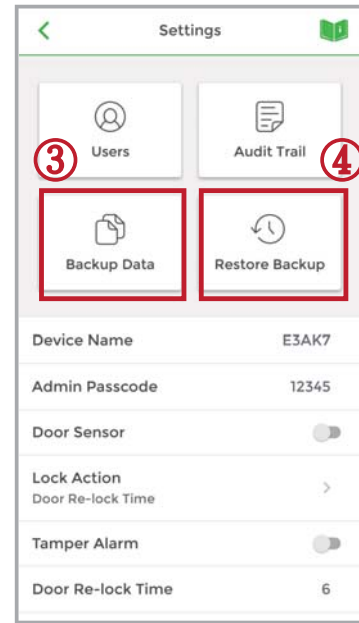 Settings
Users
Audit Trail
③
④
Backup Data
Restore Backup
Device Name E3AK7
Admin Passcode 12345
Door Sensor
Lock Action
Door Re-lock Time
Tamper Alarm
Door Re-lock Time 6